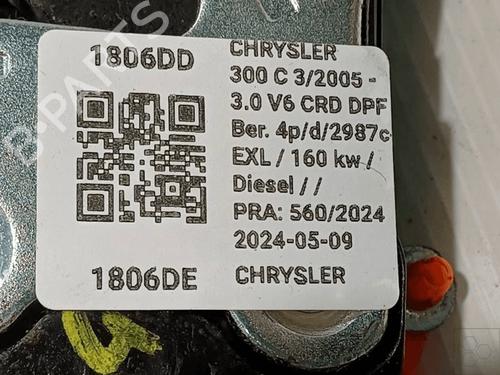 1806DD
CHRYSLER
300 C 3/2005 -
3.0 V6 CRD DPF
Ber. 4p/d/2987c
EXL / 160 kw /
Diesel / /
PRA: 560/2024
2024-05-09
1806DE
CHRYSLER